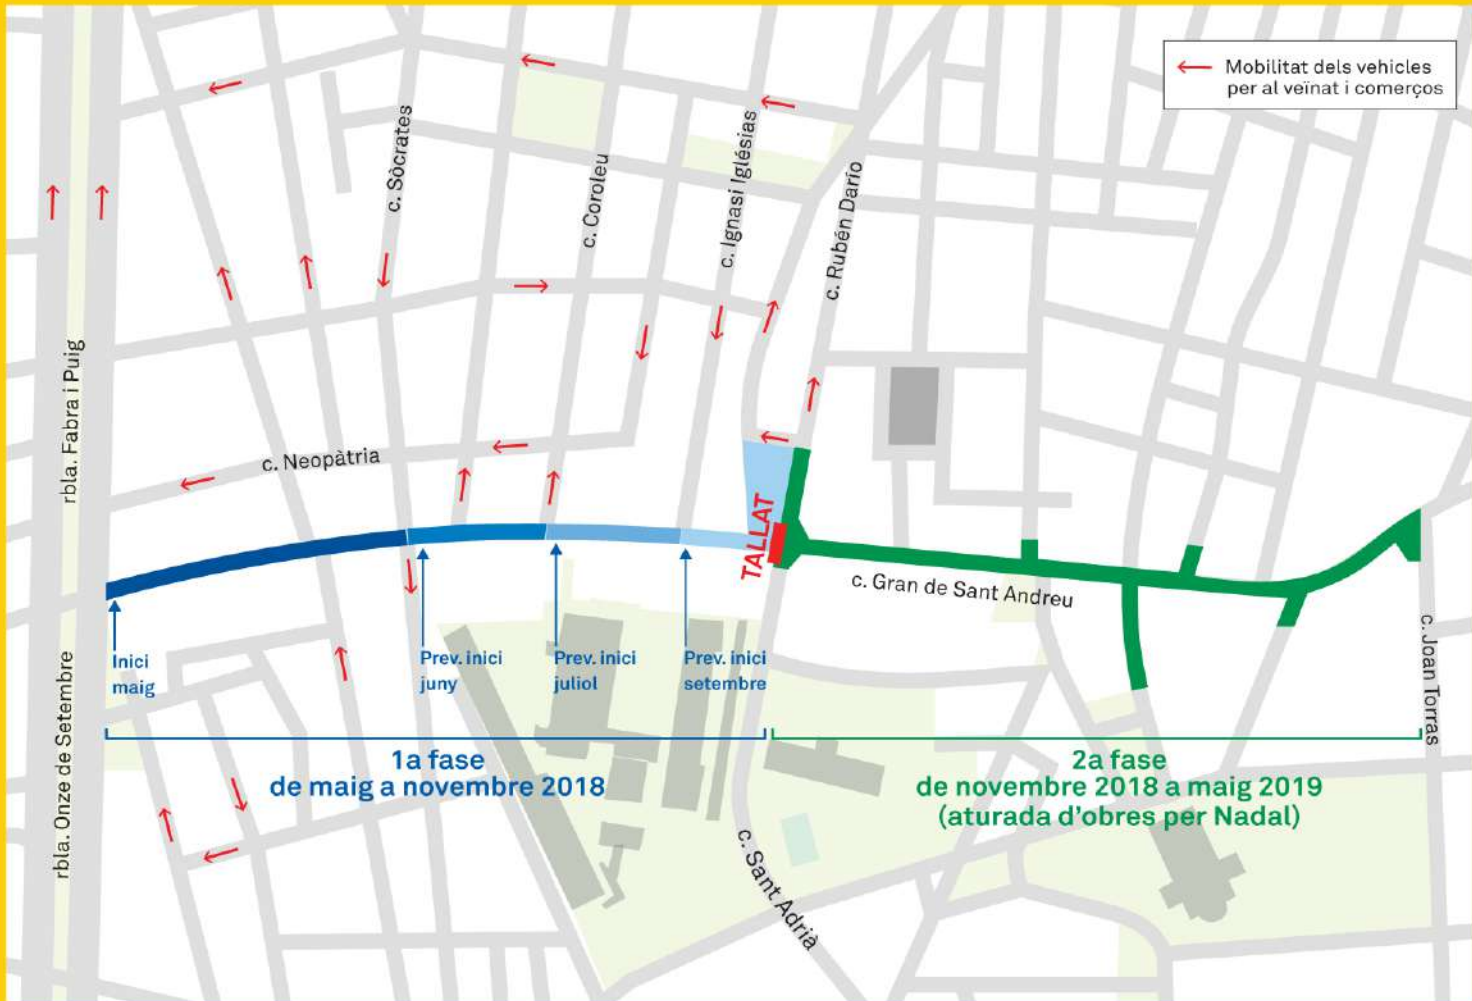 Mobilitat dels vehicles
per al veïnat i comerços
c. Sòcrates
c. Coroleu
c. Ignasi Iglésias
c. Rubén Darío
rbla. Fabra i Puig
c. Neopàtria
TALLAT
c. Gran de Sant Andreu
Inici
maig
Prev. inici
juny
Prev. inici
juliol
Prev. inici
setembre
c. Joan Torras
rbla. Onze de Setembre
1a fase
de maig a novembre 2018
2a fase
de novembre 2018 a maig 2019
(aturada d'obres per Nadal)
c. Sant Adrià